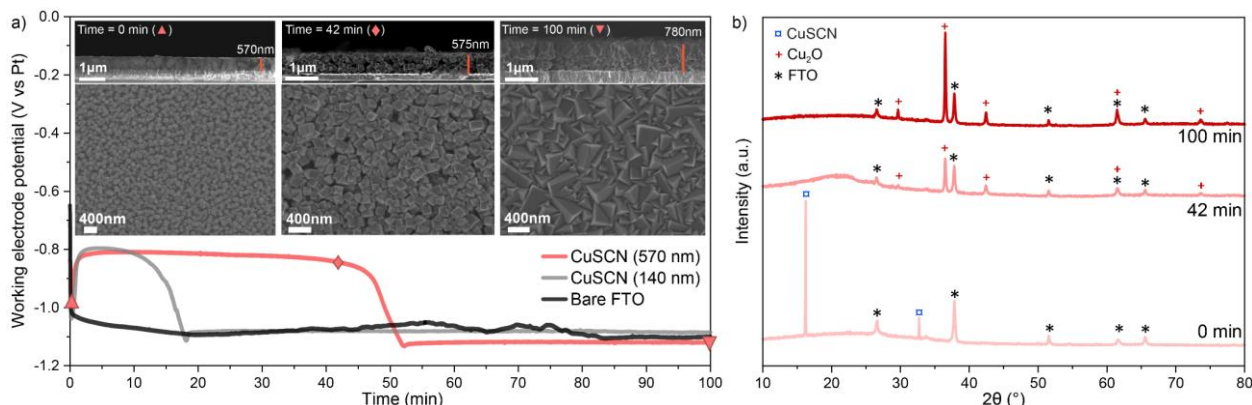 a)
Working electrode potential (V vs Pt)
0.0
-0.2
-0.4
-0.6
-0.8
-1.0
-1.2
Time = 0 min (▲)
570nm
1µm
400nm
Time = 42 min (♦)
575nm
1µm
400nm
Time = 100 min (▼)
780nm
1µm
400nm
CuSCN (570 nm)
CuSCN (140 nm)
Bare FTO
0 10 20 30 40 50 60 70 80 90 100
Time (min)
b)
Intensity (a.u.)
CuSCN
+ Cu₂O
* FTO
100 min
42 min
0 min
10 20 30 40 50 60 70 80
2θ (°)